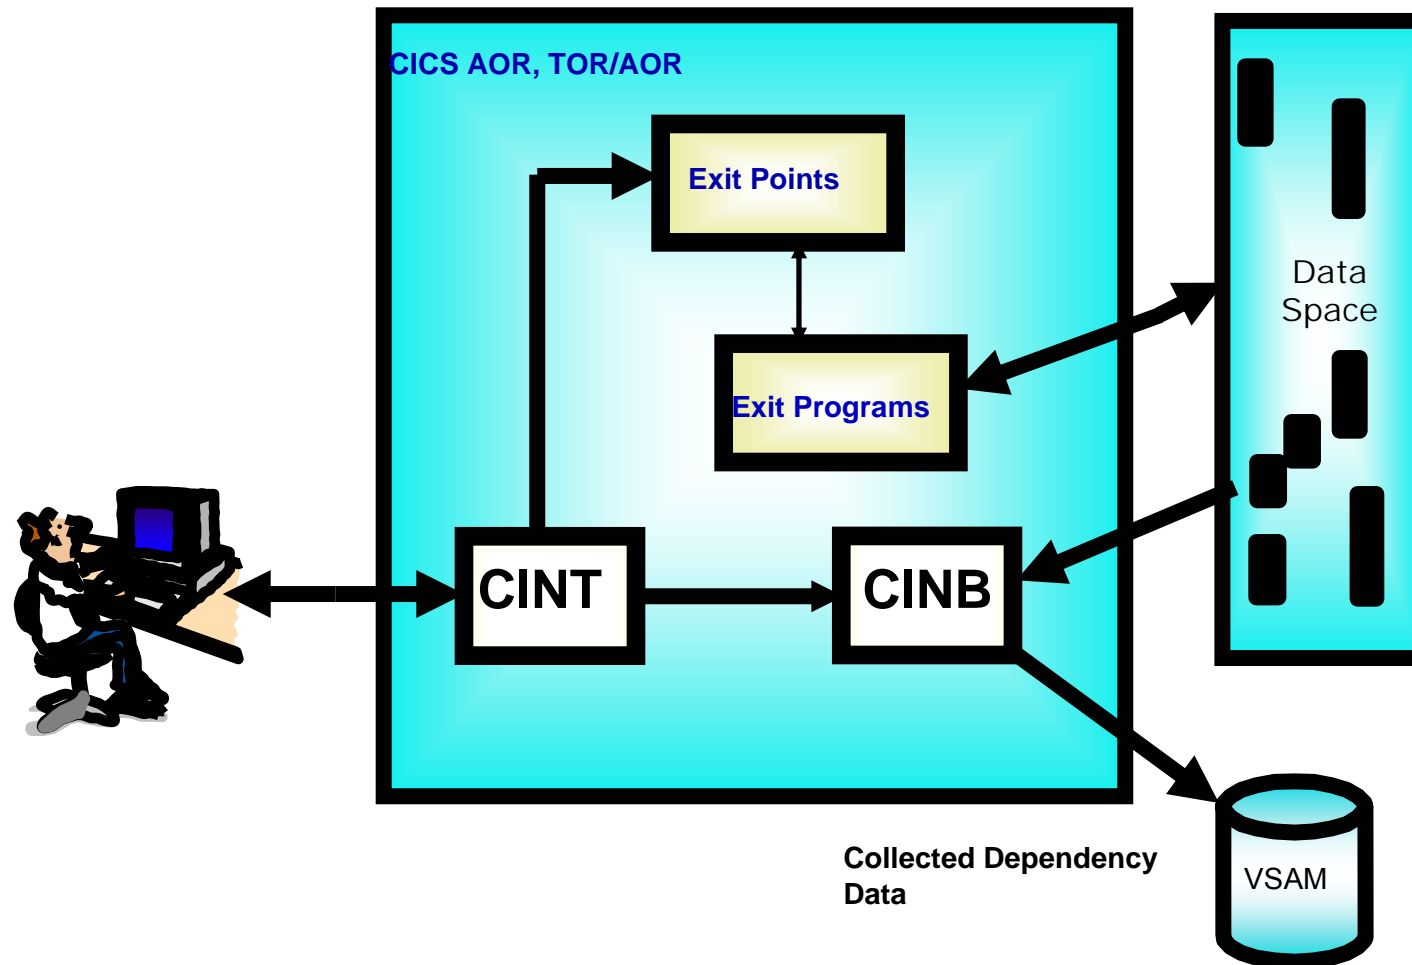 CICS AOR, TOR/AOR
Exit Points
Data
Space
Exit Programs
CINT
CINB
Collected Dependency
Data
VSAM